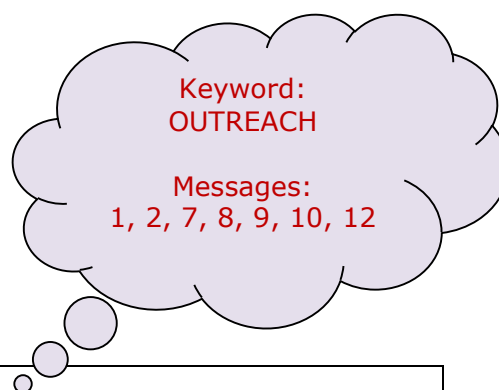 Keyword:
OUTREACH
Messages:
1, 2, 7, 8, 9, 10, 12